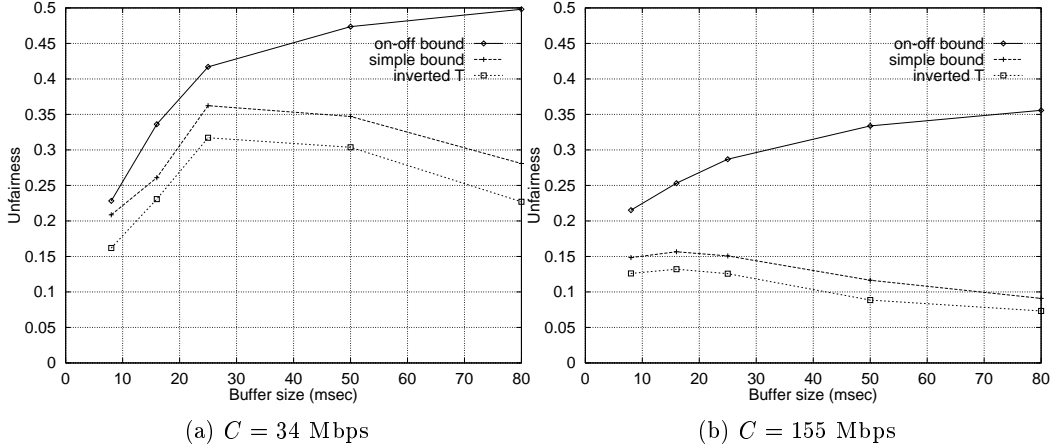 0.5
0.45
0.4
0.35
0.3
0.25
0.2
0.15
0.1
0.05
0
Unfairness
on-off bound
simple bound
inverted T
0 10 20 30 40 50 60 70 80
Buffer size (msec)
(a) C = 34 Mbps
0.5
0.45
0.4
0.35
0.3
0.25
0.2
0.15
0.1
0.05
0
Unfairness
on-off bound
simple bound
inverted T
0 10 20 30 40 50 60 70 80
Buffer size (msec)
(b) C = 155 Mbps